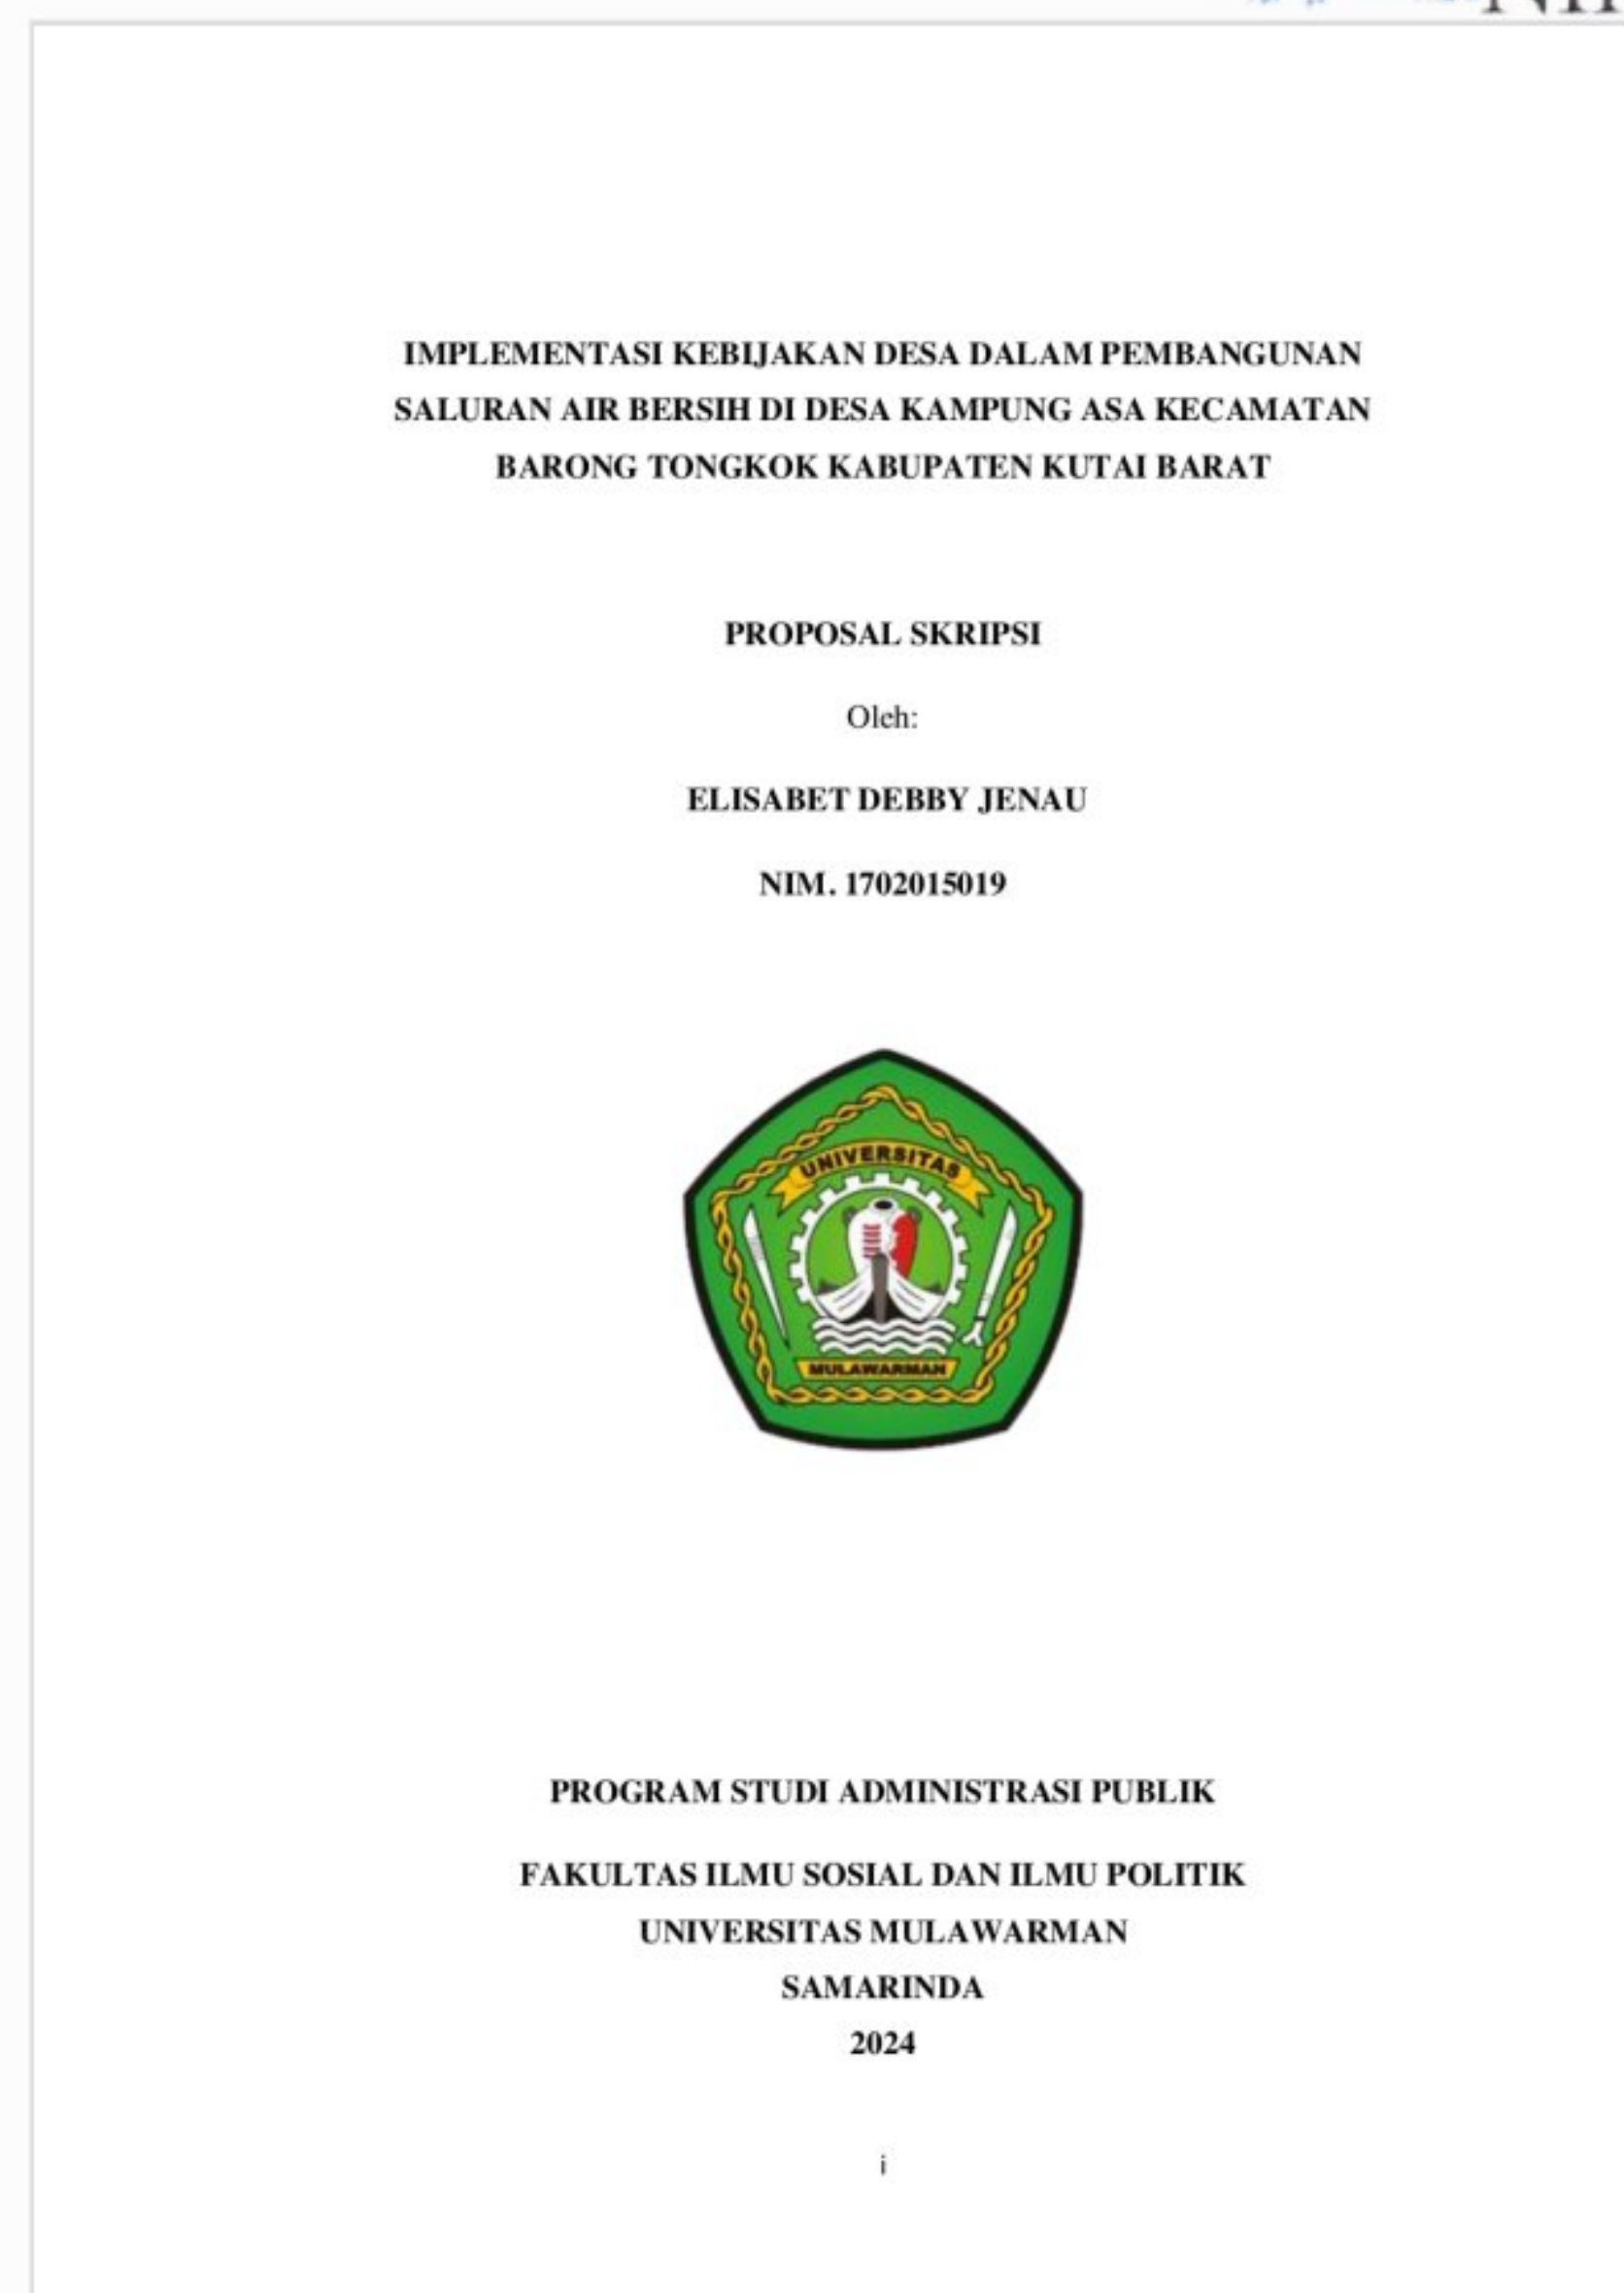 IMPLEMENTASI KEBIJAKAN DESA DALAM PEMBANGUNAN
SALURAN AIR BERSIH DI DESA KAMPUNG ASA KECAMATAN
BARONG TONGKOK KABUPATEN KUTAI BARAT
PROPOSAL SKRIPSI
Oleh:
ELISABET DEBBY JENAU
NIM. 1702015019
UNIVERSITAS
MULAWARMAN
PROGRAM STUDI ADMINISTRASI PUBLIK
FAKULTAS ILMU SOSIAL DAN ILMU POLITIK
UNIVERSITAS MULAWARMAN
SAMARINDA
2024
i